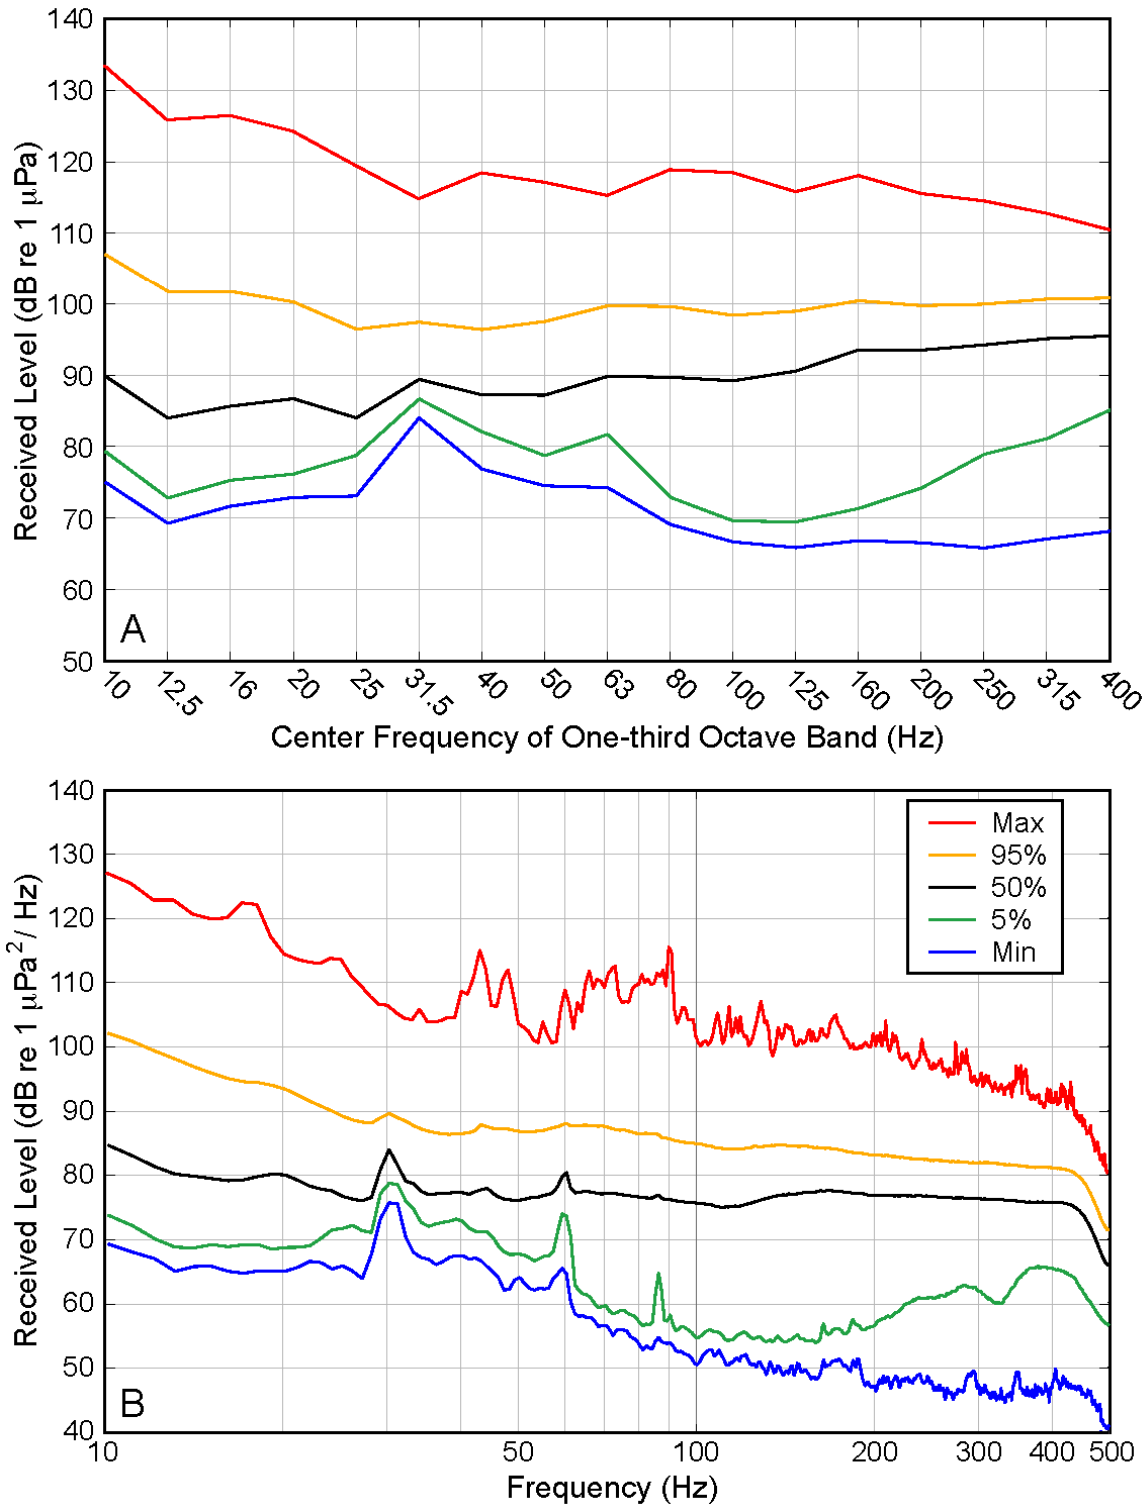 140
130
120
110
100
90
80
70
60
50
Received Level (dB re 1 μPa)
A
10 12.5 16 20 25 31.5 40 50 63 80 100 125 160 200 250 315 400
Center Frequency of One-third Octave Band (Hz)
140
130
120
110
100
90
80
70
60
50
40
Received Level (dB re 1 μPa² / Hz)
Max
95%
50%
5%
Min
B
10 50 100 200 300 400 500
Frequency (Hz)